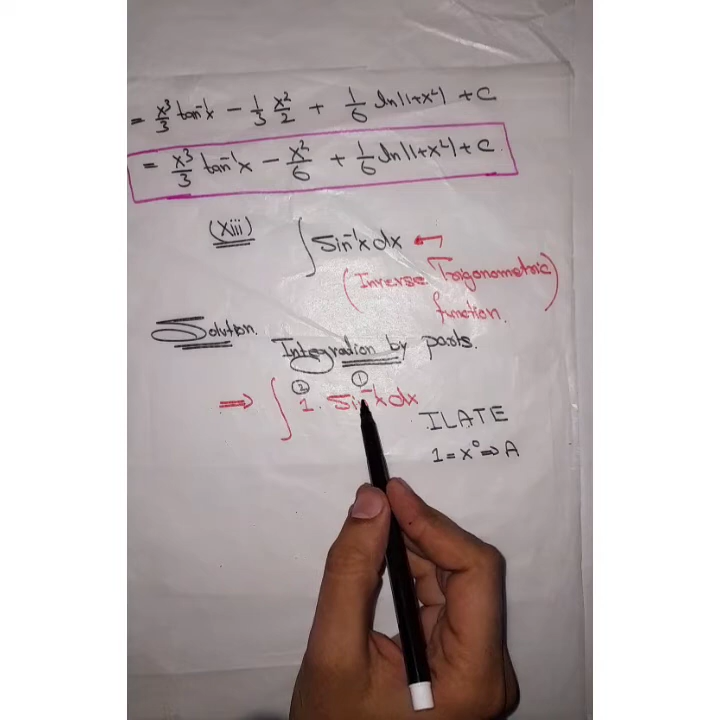 = x³/3 tan⁻¹x - 1/3 x²/2 + 1/6 ln|1+x²| + C
= x³/3 tan⁻¹x - x²/6 + 1/6 ln|1+x²| + C.
(xiii) ∫ Sin⁻¹x dx ←
(Inverse Trigonometric
function.)
Solution.
Integration by parts.
② ①
⇒ ∫ 1. Sin⁻¹x dx
ILATE
1 = x⁰ ⇒ A